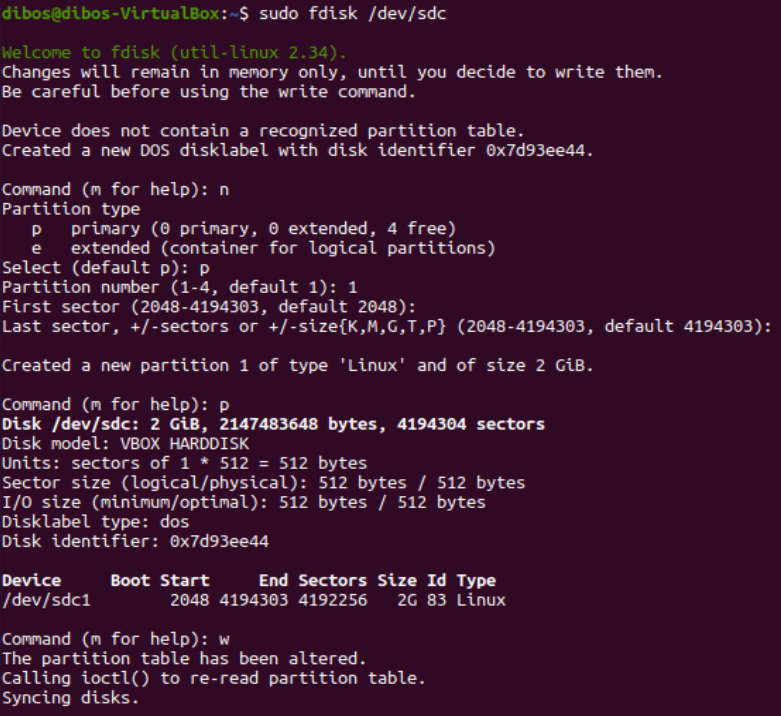 dibos@dibos-VirtualBox:~$ sudo fdisk /dev/sdc
Welcome to fdisk (util-linux 2.34).
Changes will remain in memory only, until you decide to write them.
Be careful before using the write command.
Device does not contain a recognized partition table.
Created a new DOS disklabel with disk identifier 0x7d93ee44.
Command (m for help): n
Partition type
   p   primary (0 primary, 0 extended, 4 free)
   e   extended (container for logical partitions)
Select (default p): p
Partition number (1-4, default 1): 1
First sector (2048-4194303, default 2048):
Last sector, +/-sectors or +/-size{K,M,G,T,P} (2048-4194303, default 4194303):
Created a new partition 1 of type 'Linux' and of size 2 GiB.
Command (m for help): p
Disk /dev/sdc: 2 GiB, 2147483648 bytes, 4194304 sectors
Disk model: VBOX HARDDISK
Units: sectors of 1 * 512 = 512 bytes
Sector size (logical/physical): 512 bytes / 512 bytes
I/O size (minimum/optimal): 512 bytes / 512 bytes
Disklabel type: dos
Disk identifier: 0x7d93ee44
Device     Boot Start     End Sectors Size Id Type
/dev/sdc1        2048 4194303 4192256   2G 83 Linux
Command (m for help): w
The partition table has been altered.
Calling ioctl() to re-read partition table.
Syncing disks.